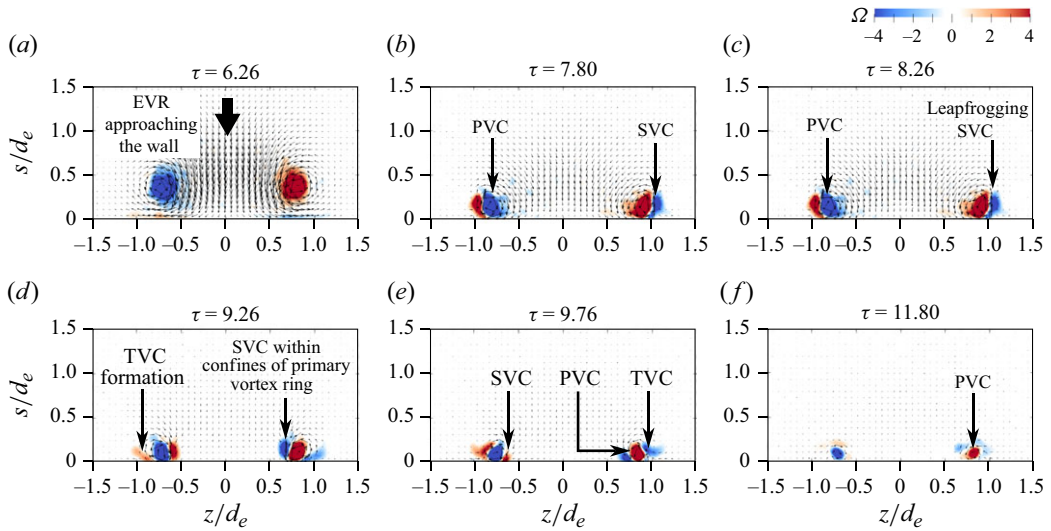 Ω
−4 −2 0 2 4
(a) (b) (c)
τ = 6.26 τ = 7.80 τ = 8.26
1.5 1.5 1.5
EVR
approaching
the wall
Leapfrogging
PVC SVC PVC SVC
s/de 1.0 1.0 1.0
0.5 0.5 0.5
0 0 0
−1.5 −1.0 −0.5 0 0.5 1.0 1.5 −1.5 −1.0 −0.5 0 0.5 1.0 1.5 −1.5 −1.0 −0.5 0 0.5 1.0 1.5
(d) (e) (f)
τ = 9.26 τ = 9.76 τ = 11.80
1.5 1.5 1.5
TVC
formation
SVC within
confines of primary
vortex ring
SVC PVC TVC PVC
s/de 1.0 1.0 1.0
0.5 0.5 0.5
0 0 0
−1.5 −1.0 −0.5 0 0.5 1.0 1.5 −1.5 −1.0 −0.5 0 0.5 1.0 1.5 −1.5 −1.0 −0.5 0 0.5 1.0 1.5
z/de z/de z/de